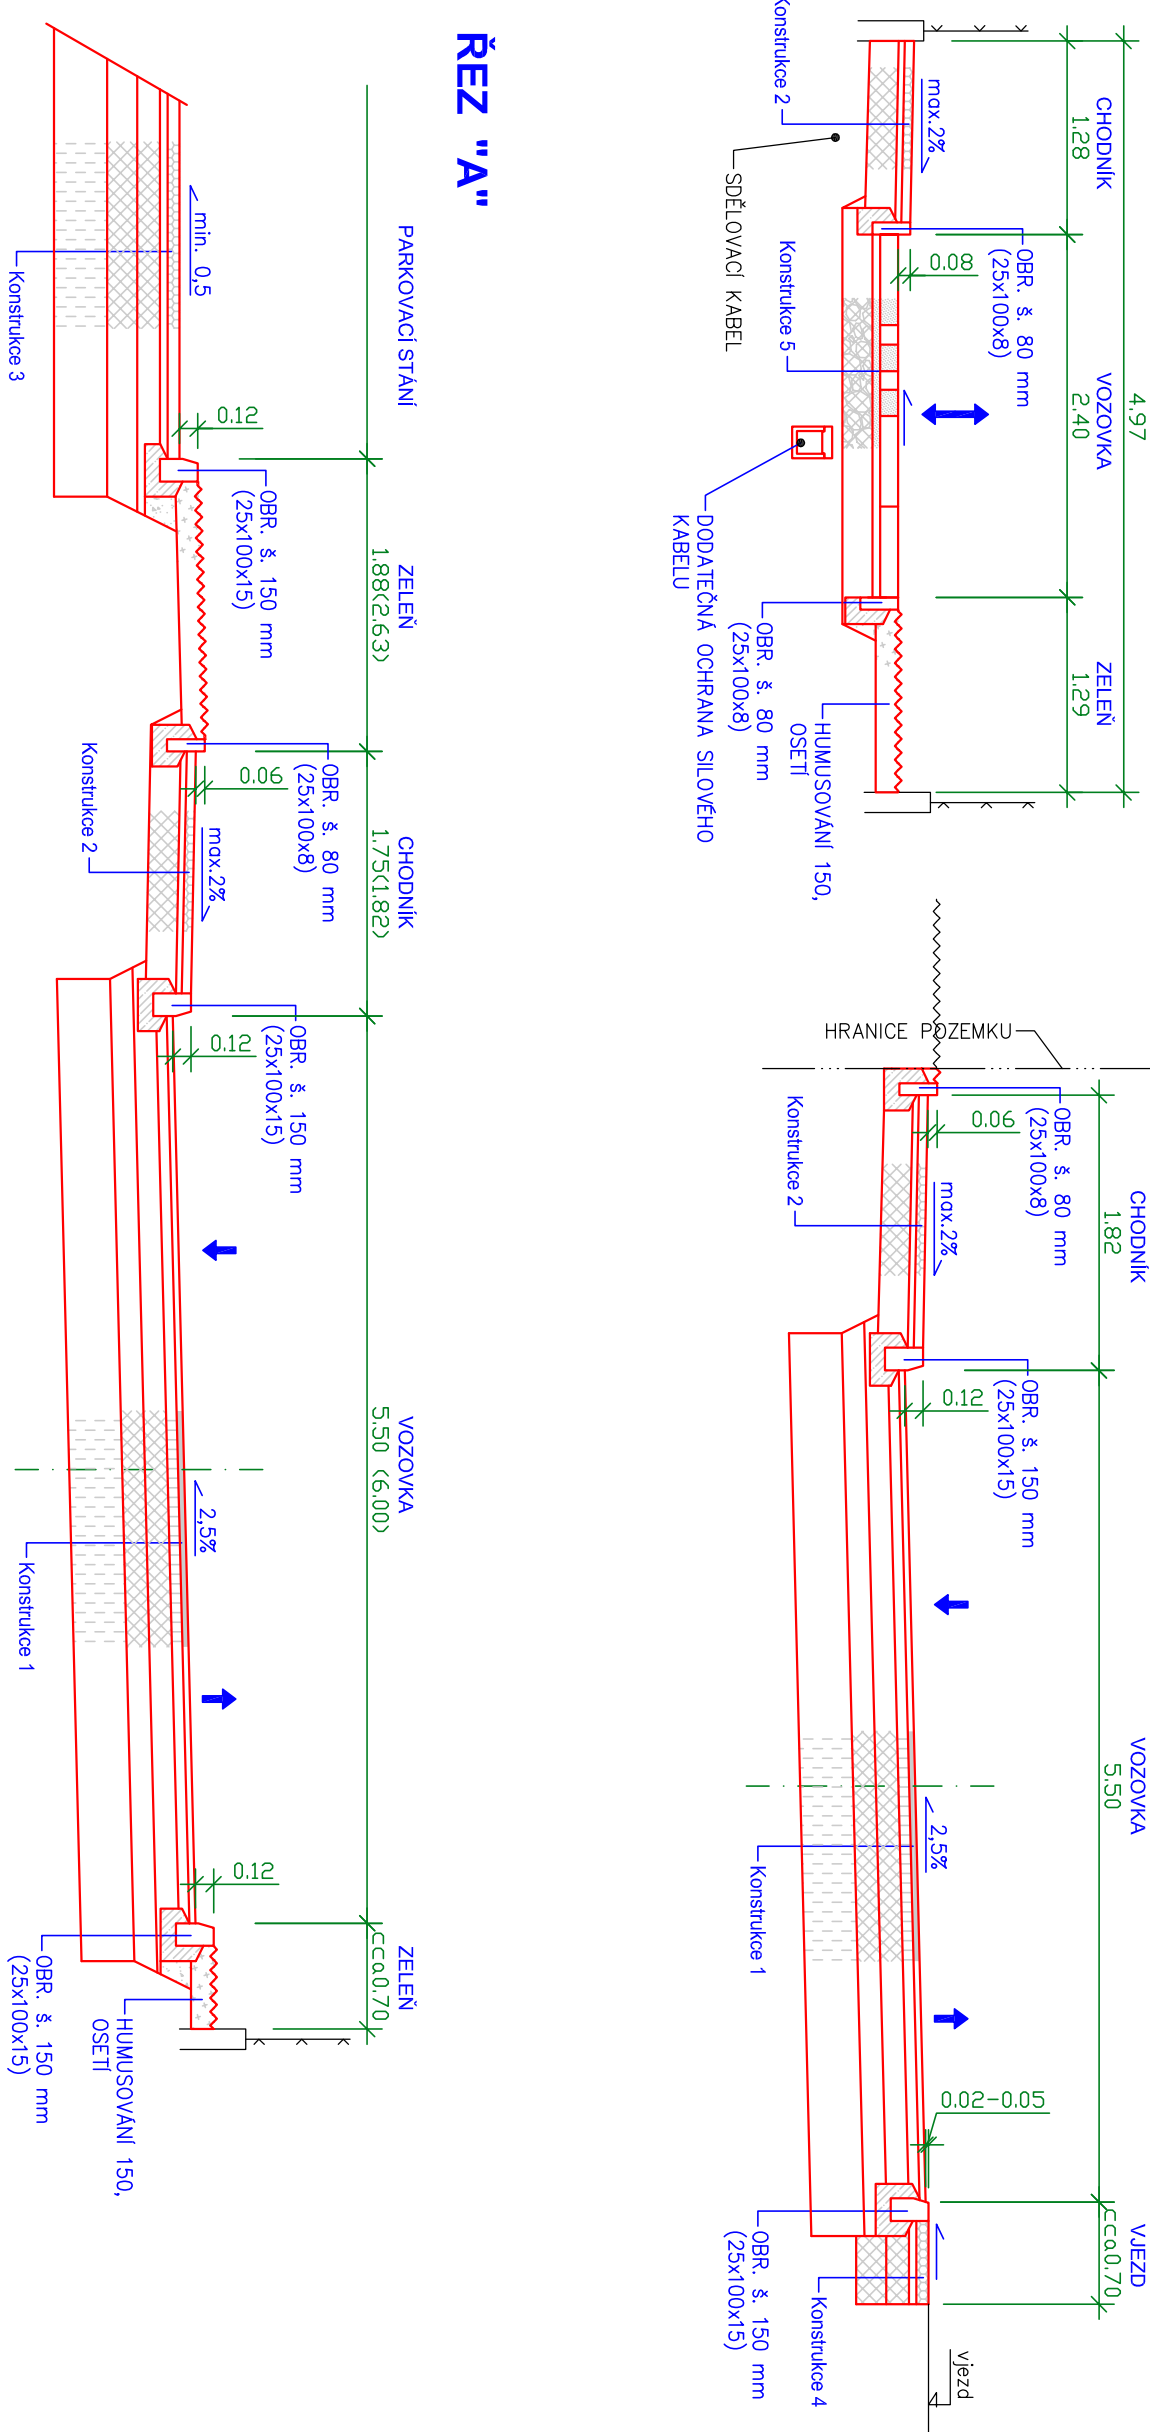 CHODNÍK
VOZOVKA
ZELEŇ
4.97
1.28
2.40
1.29
max.2%
Konstrukce 2
SDĚLOVACÍ KABEL
OBR. š. 80 mm
(25x100x8)
0.08
Konstrukce 5
DODATEČNÁ OCHRANA SILOVÉHO
KABELU
OBR. š. 80 mm
(25x100x8)
HUMUSOVÁNÍ 150,
OSETÍ
CHODNÍK
VOZOVKA
VJEZD
1.82
5.50
cca0.70
HRANICE POZEMKU
OBR. š. 80 mm
(25x100x8)
0.06
Konstrukce 2
max.2%
OBR. š. 150 mm
(25x100x15)
0.12
2,5%
Konstrukce 1
0.02-0.05
OBR. š. 150 mm
(25x100x15)
Konstrukce 4
vjezd
ŘEZ "A"
PARKOVACÍ STÁNÍ
ZELEŇ
CHODNÍK
VOZOVKA
ZELEŇ
1.88(2.63)
1.75(1.82)
5.50 (6.00)
cca0.70
min. 0,5
Konstrukce 3
0.12
OBR. š. 150 mm
(25x100x15)
OBR. š. 80 mm
(25x100x8)
0.06
max.2%
Konstrukce 2
OBR. š. 150 mm
(25x100x15)
0.12
2,5%
Konstrukce 1
0.12
OBR. š. 150 mm
(25x100x15)
HUMUSOVÁNÍ 150,
OSETÍ